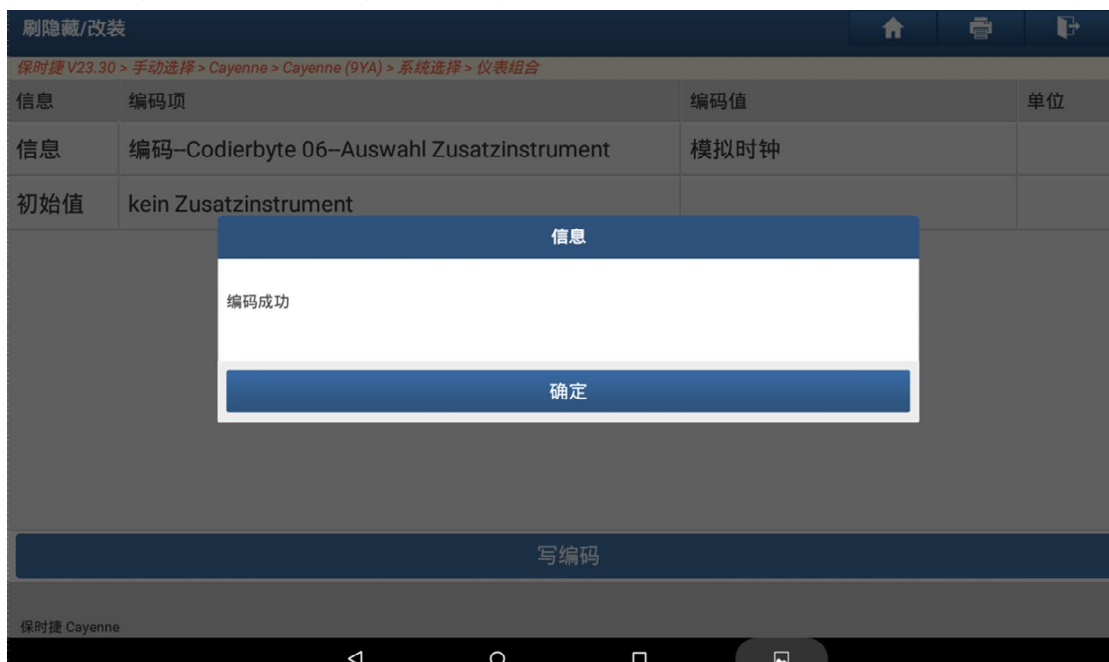 刷隐藏/改装
保时捷 V23.30 > 手动选择 > Cayenne > Cayenne (9YA) > 系统选择 > 仪表组合
信息 编码项 编码值 单位
信息 编码--Codierbyte 06--Auswahl Zusatzinstrument 模拟时钟
初始值 kein Zusatzinstrument
信息
编码成功
确定
写编码
保时捷 Cayenne